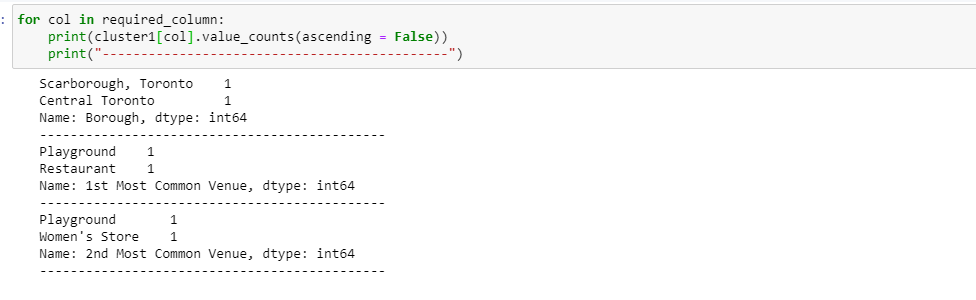 : for col in required_column:
    print(cluster1[col].value_counts(ascending = False))
    print("---------------------------------------------")
Scarborough, Toronto    1
Central Toronto         1
Name: Borough, dtype: int64
---------------------------------------------
Playground    1
Restaurant    1
Name: 1st Most Common Venue, dtype: int64
---------------------------------------------
Playground       1
Women's Store    1
Name: 2nd Most Common Venue, dtype: int64
---------------------------------------------